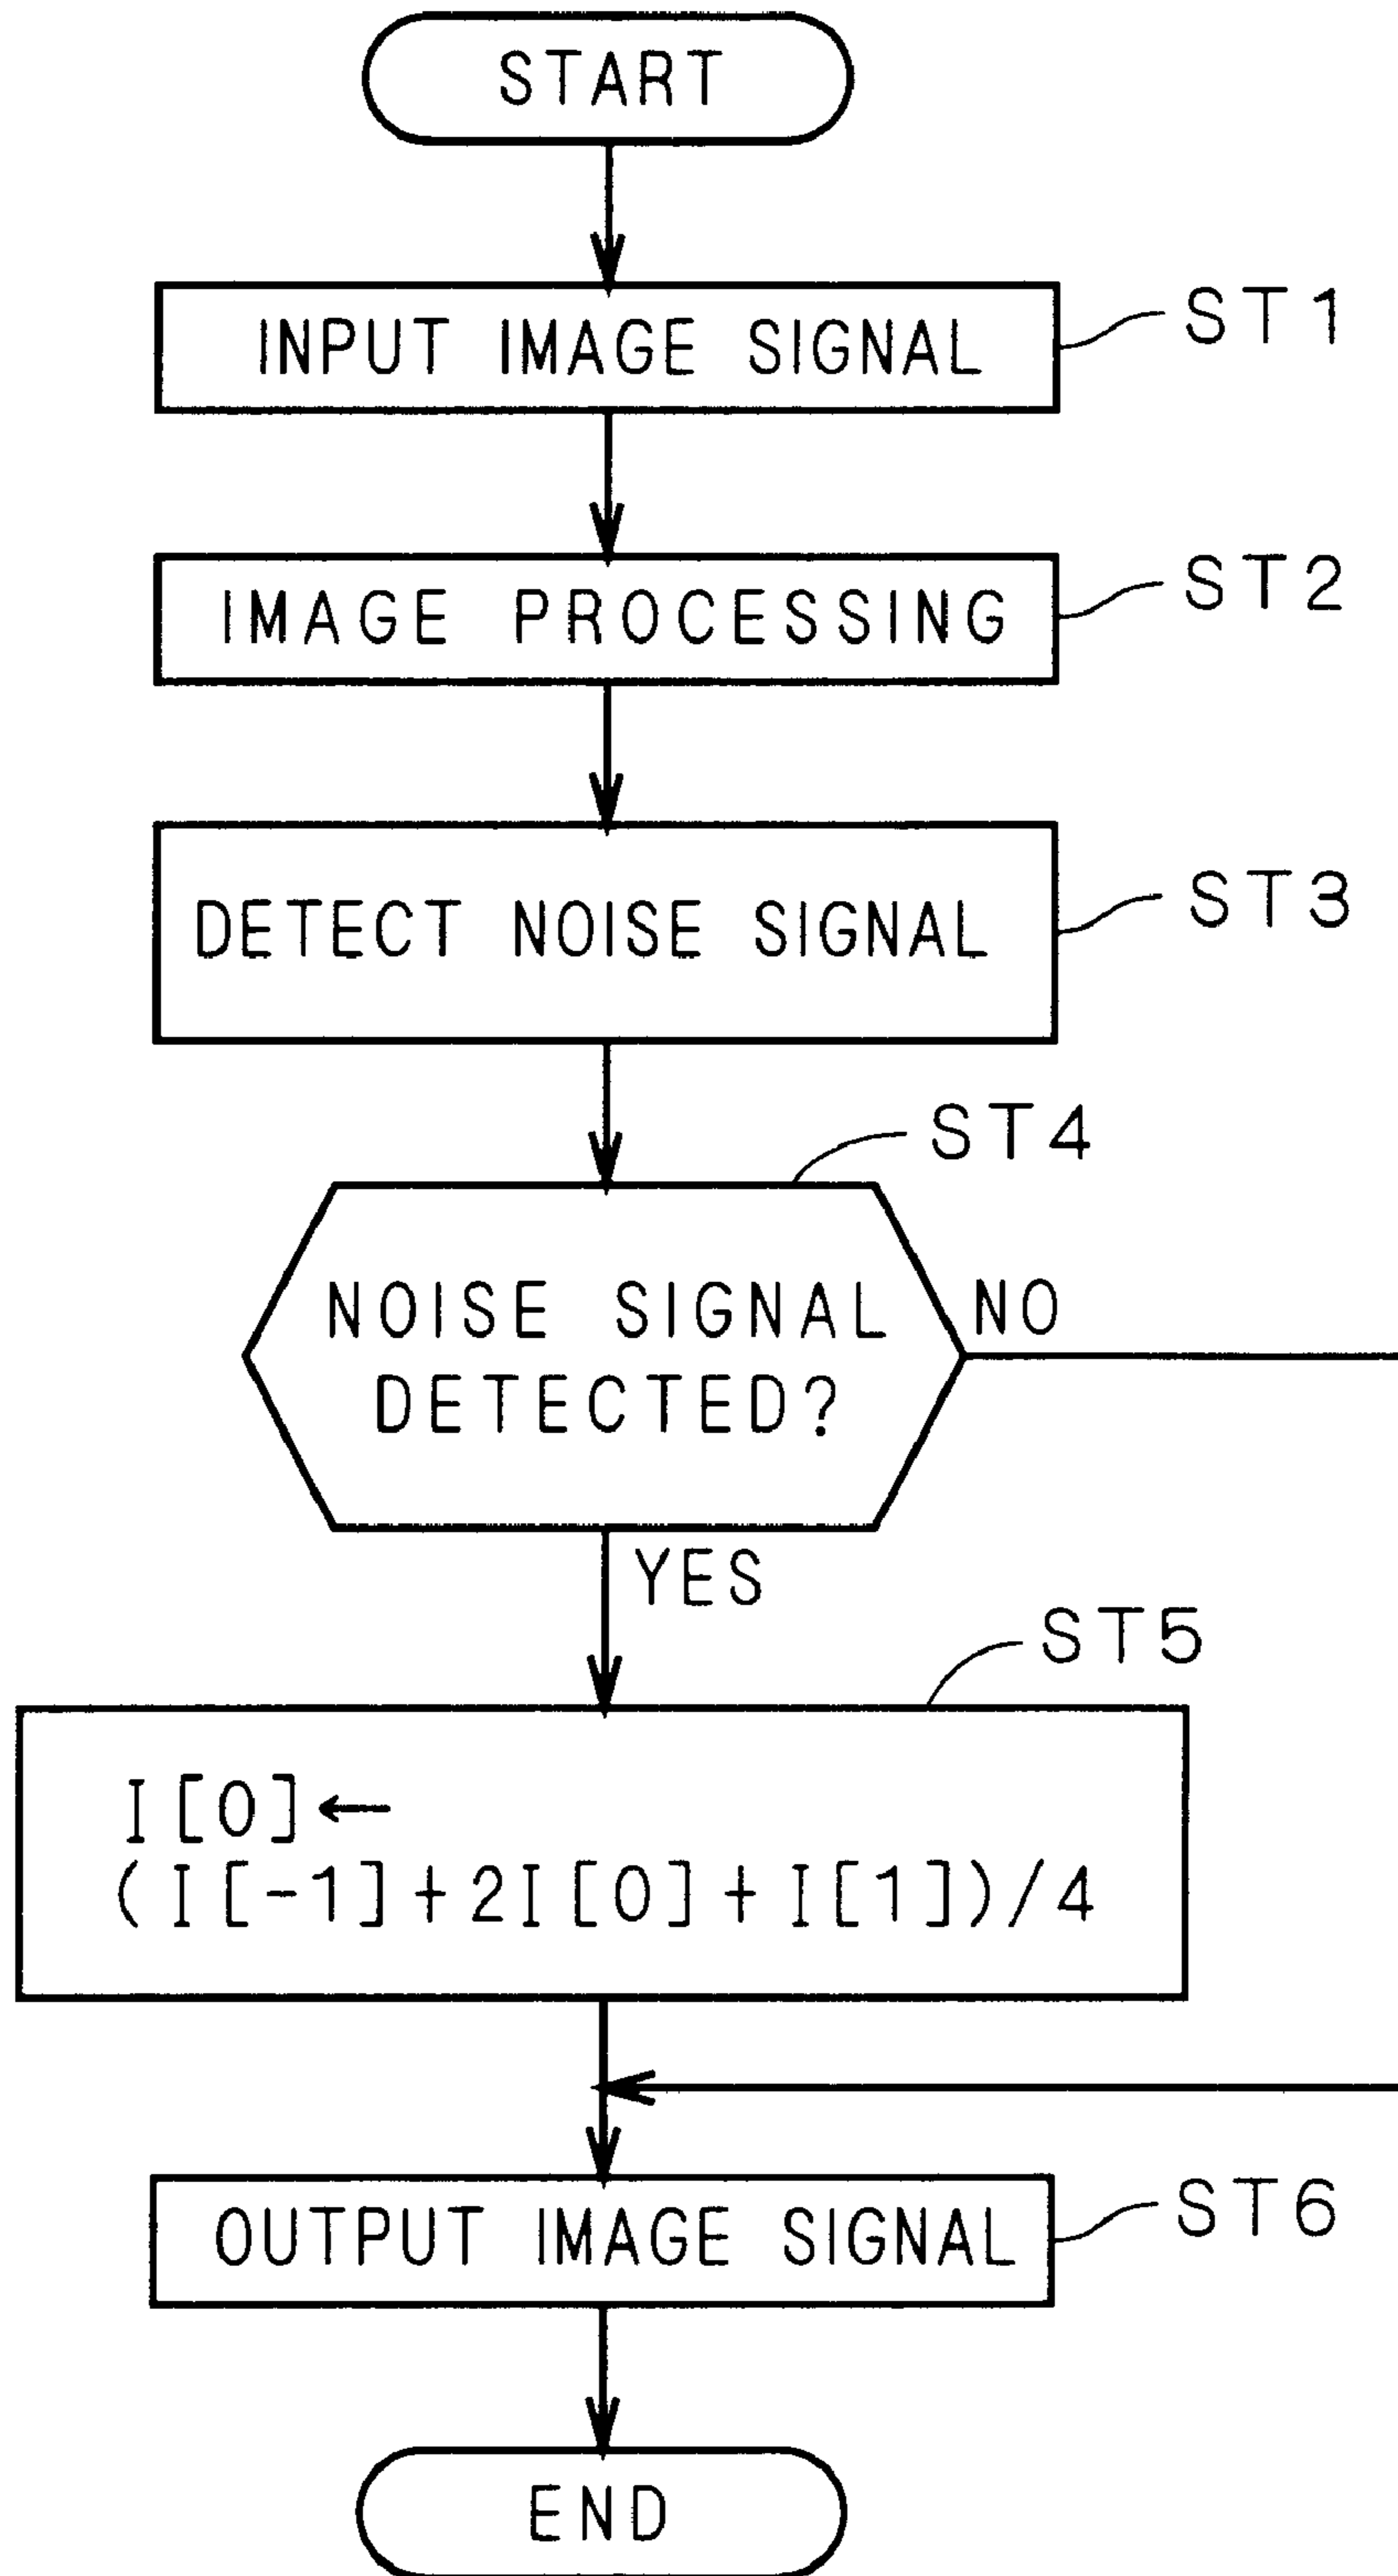 START
INPUT IMAGE SIGNAL
ST1
IMAGE PROCESSING
ST2
DETECT NOISE SIGNAL
ST3
ST4
NOISE SIGNAL
DETECTED?
NO
YES
ST5
I[0]←
(I[-1]+2I[0]+I[1])/4
OUTPUT IMAGE SIGNAL
ST6
END